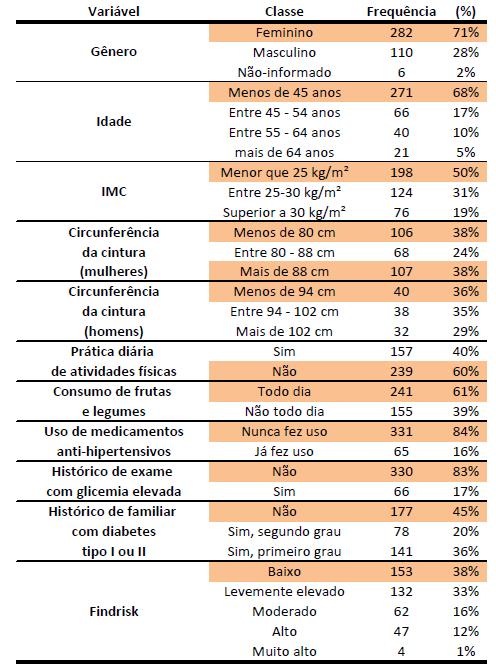 Variável Classe Frequência (%)
Gênero Feminino 282 71%
Masculino 110 28%
Não-informado 6 2%
Idade Menos de 45 anos 271 68%
Entre 45 - 54 anos 66 17%
Entre 55 - 64 anos 40 10%
mais de 64 anos 21 5%
IMC Menor que 25 kg/m² 198 50%
Entre 25-30 kg/m² 124 31%
Superior a 30 kg/m² 76 19%
Circunferência Menos de 80 cm 106 38%
da cintura Entre 80 - 88 cm 68 24%
(mulheres) Mais de 88 cm 107 38%
Circunferência Menos de 94 cm 40 36%
da cintura Entre 94 - 102 cm 38 35%
(homens) Mais de 102 cm 32 29%
Prática diária Sim 157 40%
de atividades físicas Não 239 60%
Consumo de frutas Todo dia 241 61%
e legumes Não todo dia 155 39%
Uso de medicamentos Nunca fez uso 331 84%
anti-hipertensivos Já fez uso 65 16%
Histórico de exame Não 330 83%
com glicemia elevada Sim 66 17%
Histórico de familiar Não 177 45%
com diabetes Sim, segundo grau 78 20%
tipo I ou II Sim, primeiro grau 141 36%
Findrisk Baixo 153 38%
Levemente elevado 132 33%
Moderado 62 16%
Alto 47 12%
Muito alto 4 1%